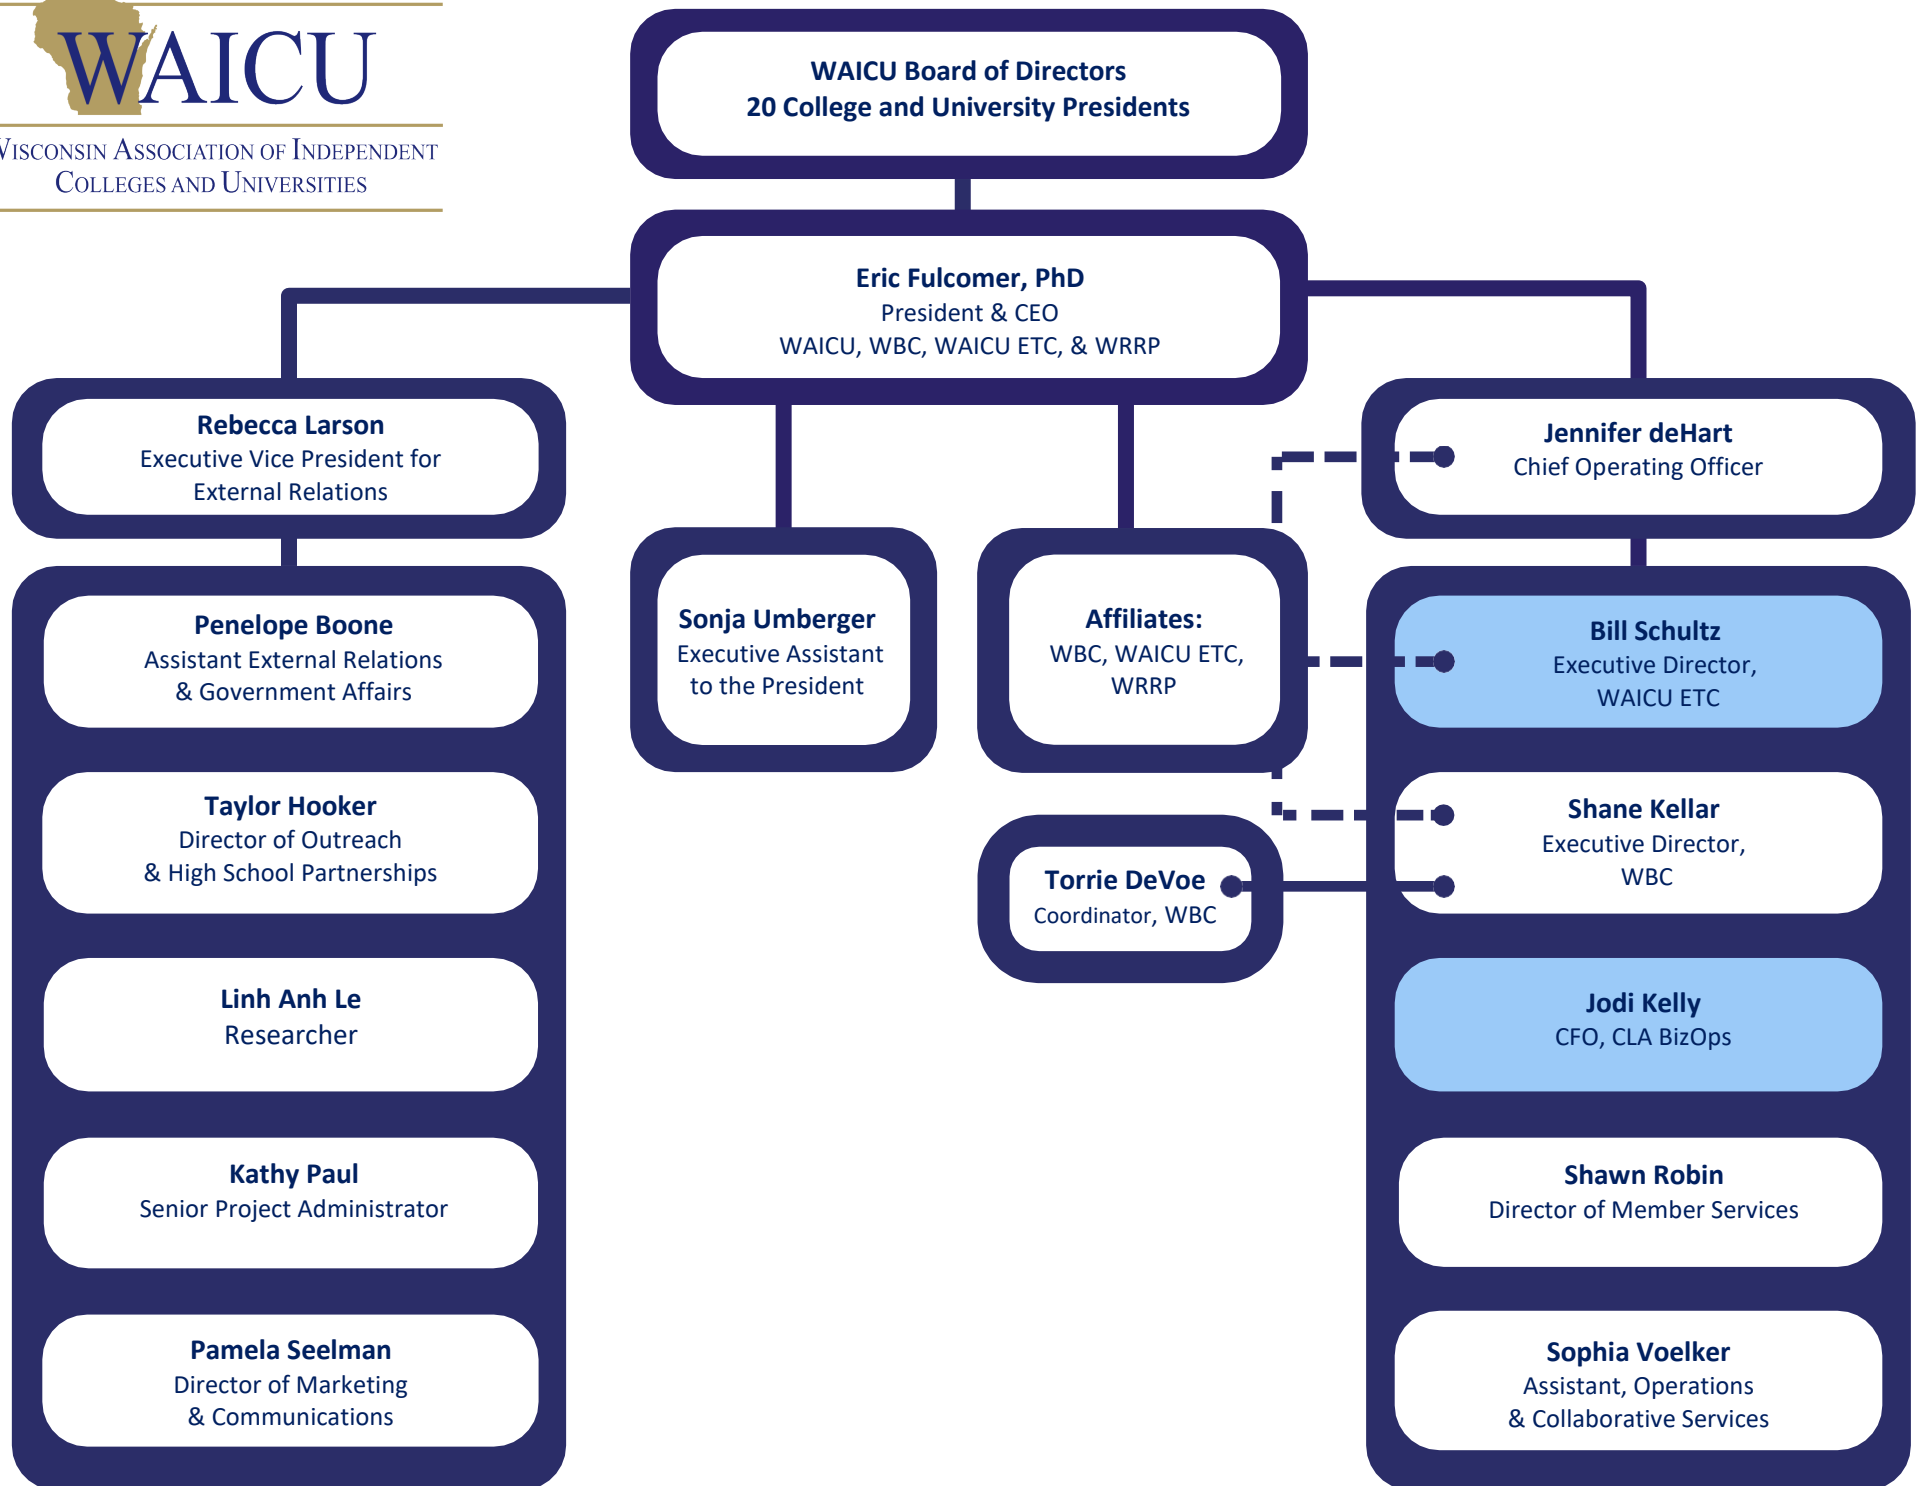 WAICU
WISCONSIN ASSOCIATION OF INDEPENDENT
COLLEGES AND UNIVERSITIES
WAICU Board of Directors
20 College and University Presidents
Eric Fulcomer, PhD
President & CEO
WAICU, WBC, WAICU ETC, & WRRP
Rebecca Larson
Executive Vice President for
External Relations
Jennifer deHart
Chief Operating Officer
Penelope Boone
Assistant External Relations
& Government Affairs
Taylor Hooker
Director of Outreach
& High School Partnerships
Linh Anh Le
Researcher
Kathy Paul
Senior Project Administrator
Pamela Seelman
Director of Marketing
& Communications
Sonja Umberger
Executive Assistant
to the President
Affiliates:
WBC, WAICU ETC,
WRRP
Torrie DeVoe
Coordinator, WBC
Bill Schultz
Executive Director,
WAICU ETC
Shane Kellar
Executive Director,
WBC
Jodi Kelly
CFO, CLA BizOps
Shawn Robin
Director of Member Services
Sophia Voelker
Assistant, Operations
& Collaborative Services